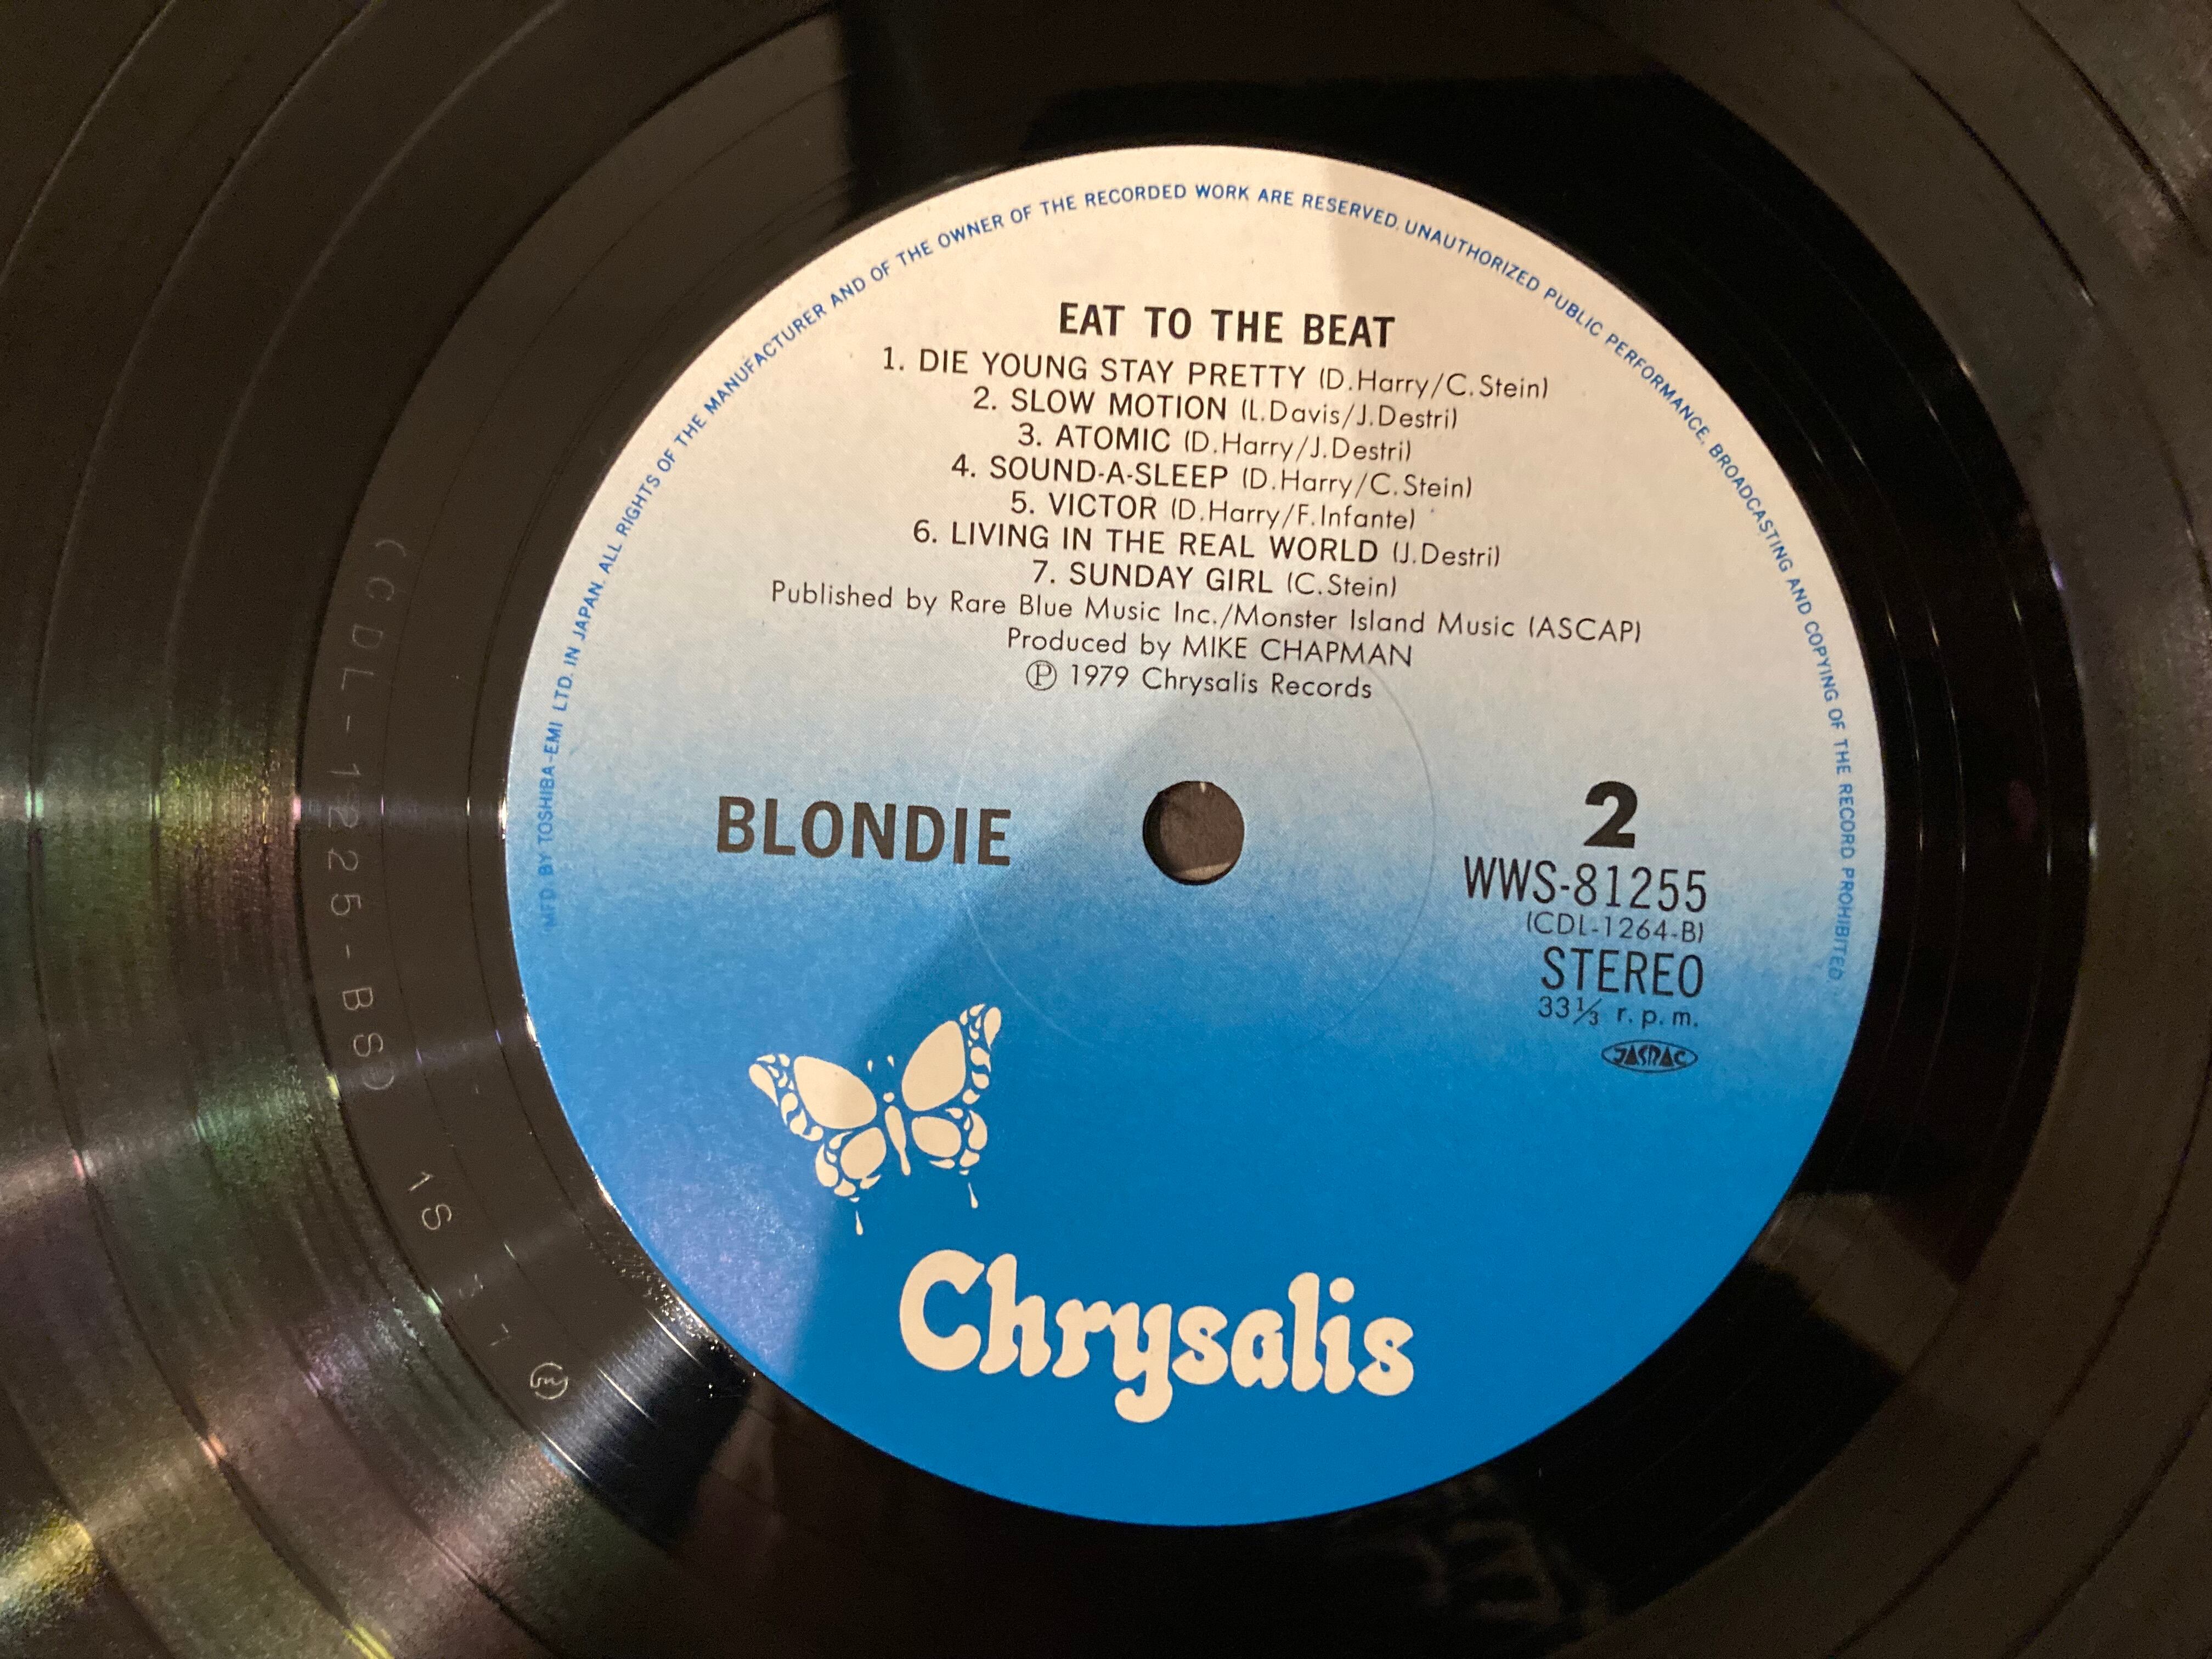 MFD. BY TOSHIBA-EMI LTD. IN JAPAN. ALL RIGHTS OF THE MANUFACTURER AND OF THE OWNER OF THE RECORDED WORK ARE RESERVED. UNAUTHORIZED PUBLIC PERFORMANCE, BROADCASTING AND COPYING OF THE RECORD PROHIBITED
EAT TO THE BEAT
1. DIE YOUNG STAY PRETTY (D.Harry/C.Stein)
2. SLOW MOTION (L.Davis/J.Destri)
3. ATOMIC (D.Harry/J.Destri)
4. SOUND-A-SLEEP (D.Harry/C.Stein)
5. VICTOR (D.Harry/F.Infante)
6. LIVING IN THE REAL WORLD (J.Destri)
7. SUNDAY GIRL (C.Stein)
Published by Rare Blue Music Inc./Monster Island Music (ASCAP)
Produced by MIKE CHAPMAN
Ⓟ 1979 Chrysalis Records
BLONDIE
2
WWS-81255
(CDL-1264-B)
STEREO
33⅓ r.p.m.
JASRAC
Chrysalis
(CDL-1225-BS) 1S